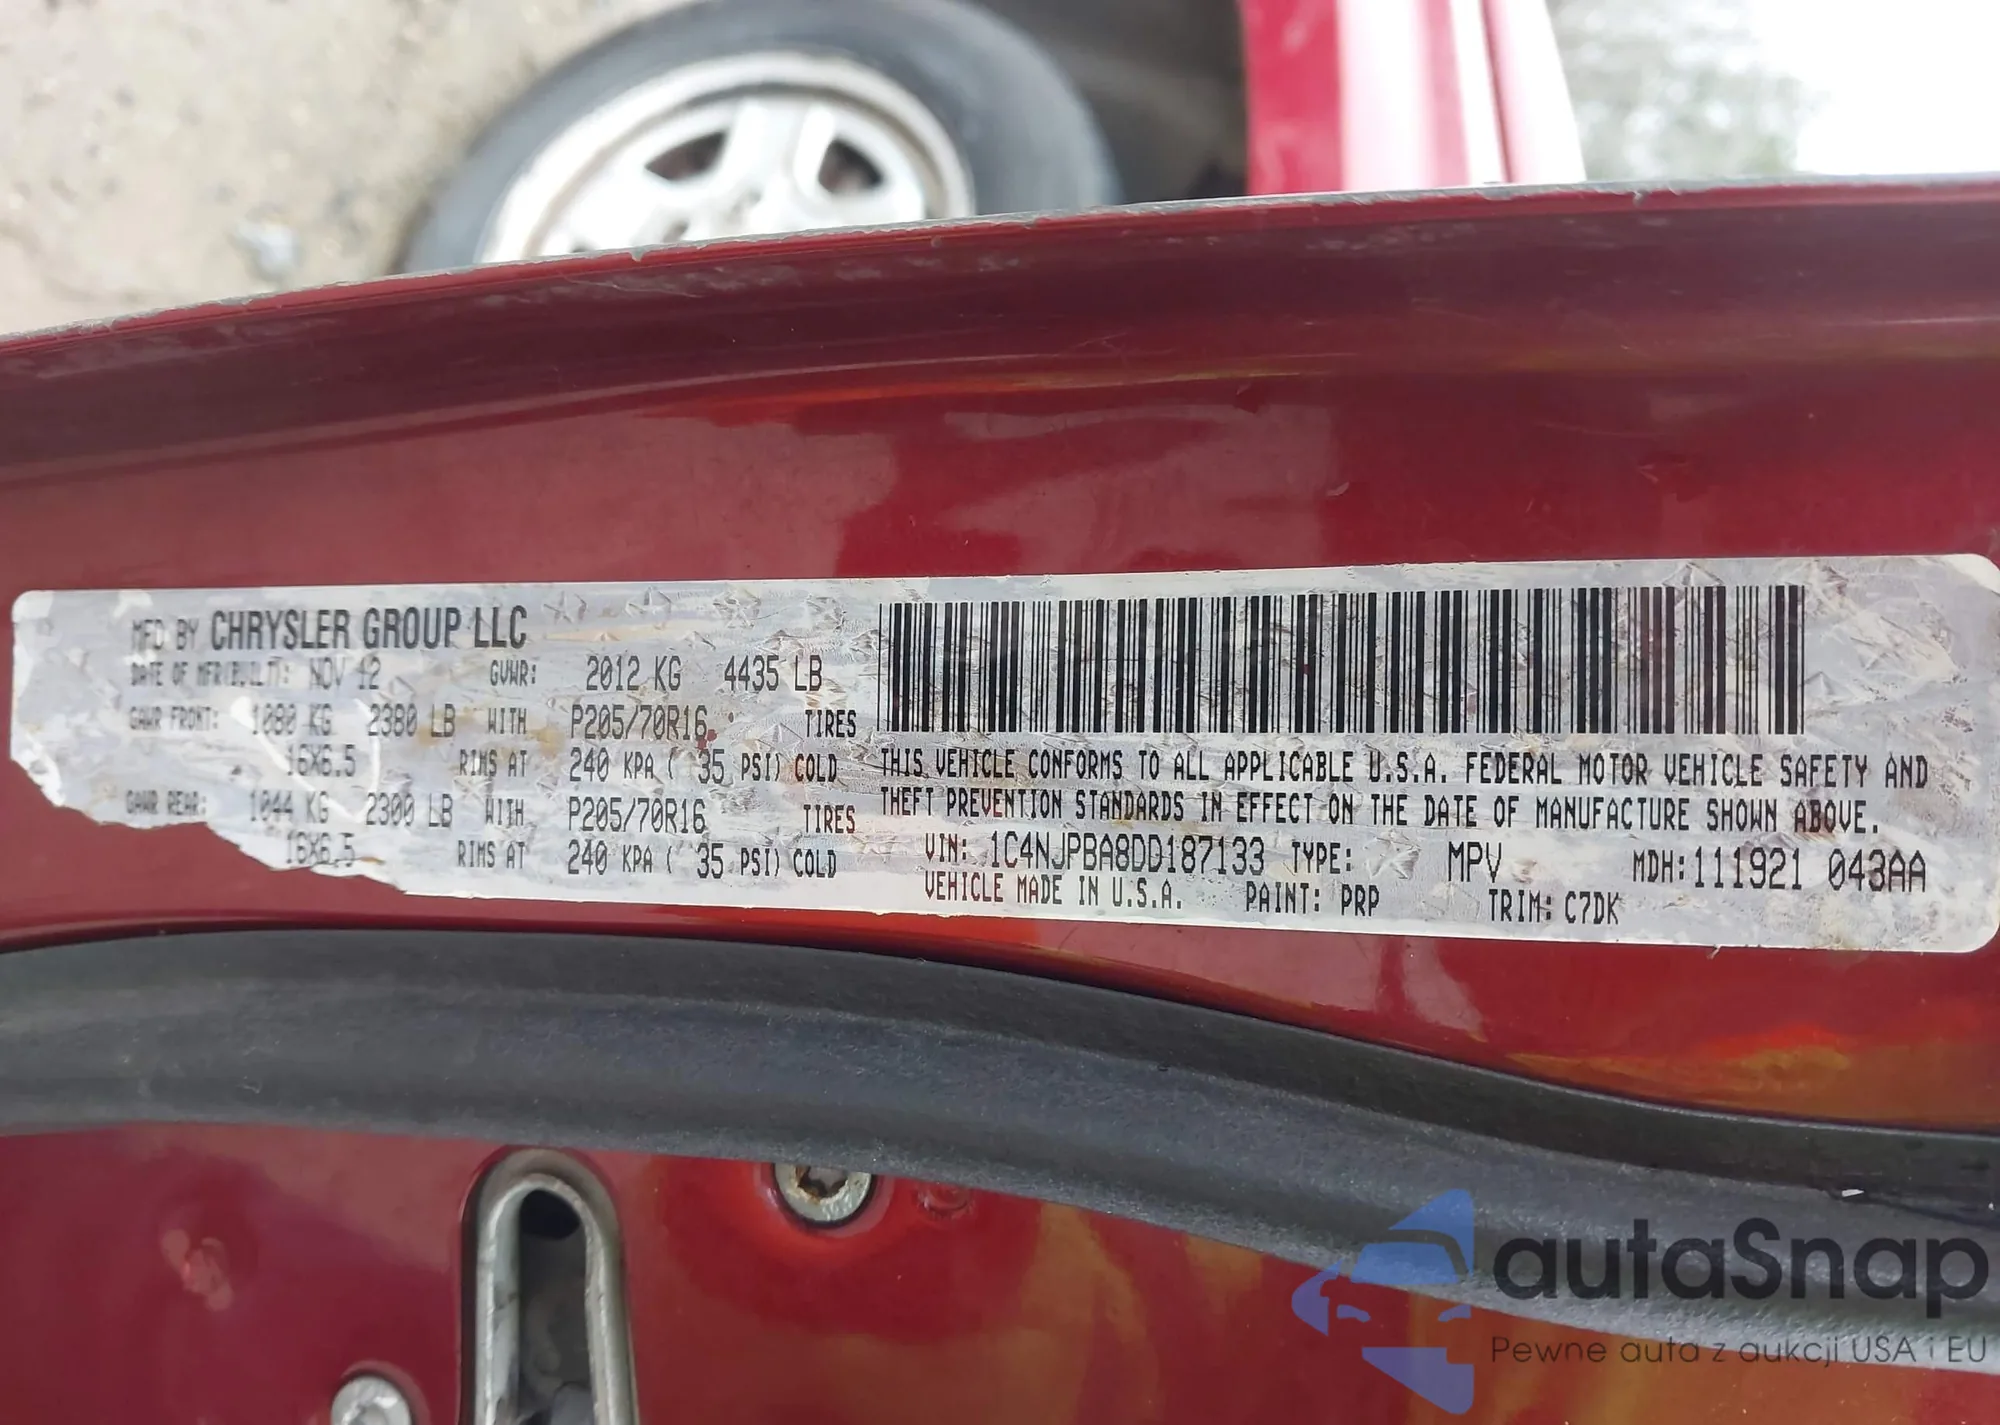 MFD BY CHRYSLER GROUP LLC
DATE OF MFR(BUILT): NOV 12 GVWR: 2012 KG 4435 LB
GAWR FRONT: 1080 KG 2380 LB WITH P205/70R16 TIRES
16X6.5 RIMS AT 240 KPA ( 35 PSI) COLD
GAWR REAR: 1044 KG 2300 LB WITH P205/70R16 TIRES
16X6.5 RIMS AT 240 KPA ( 35 PSI) COLD
THIS VEHICLE CONFORMS TO ALL APPLICABLE U.S.A. FEDERAL MOTOR VEHICLE SAFETY AND
THEFT PREVENTION STANDARDS IN EFFECT ON THE DATE OF MANUFACTURE SHOWN ABOVE.
VIN: 1C4NJPBA8DD187133 TYPE: MPV MDH:111921 043AA
VEHICLE MADE IN U.S.A. PAINT: PRP TRIM: C7DK
autaSnap
Pewne auta z aukcji USA i EU